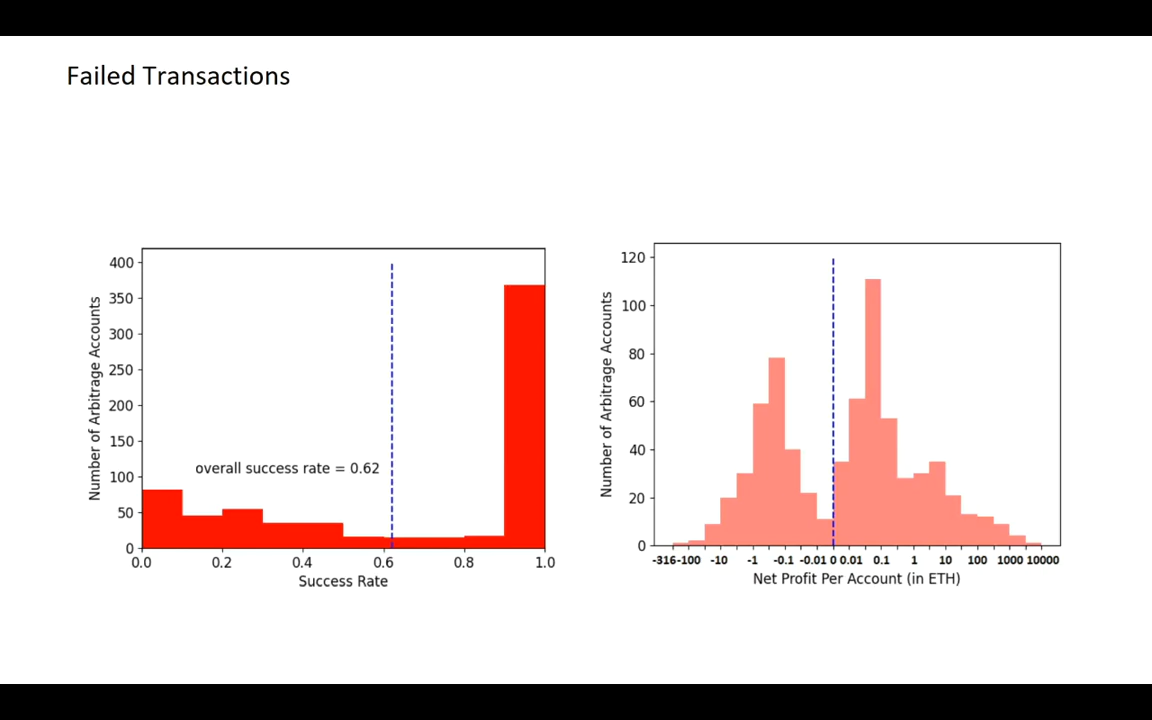 Failed Transactions
400
350
300
250
200
150
100
50
0
Number of Arbitrage Accounts
overall success rate = 0.62
0.0 0.2 0.4 0.6 0.8 1.0
Success Rate
120
100
80
60
40
20
0
Number of Arbitrage Accounts
-316 -100 -10 -1 -0.1 -0.01 0 0.01 0.1 1 10 100 1000 10000
Net Profit Per Account (in ETH)